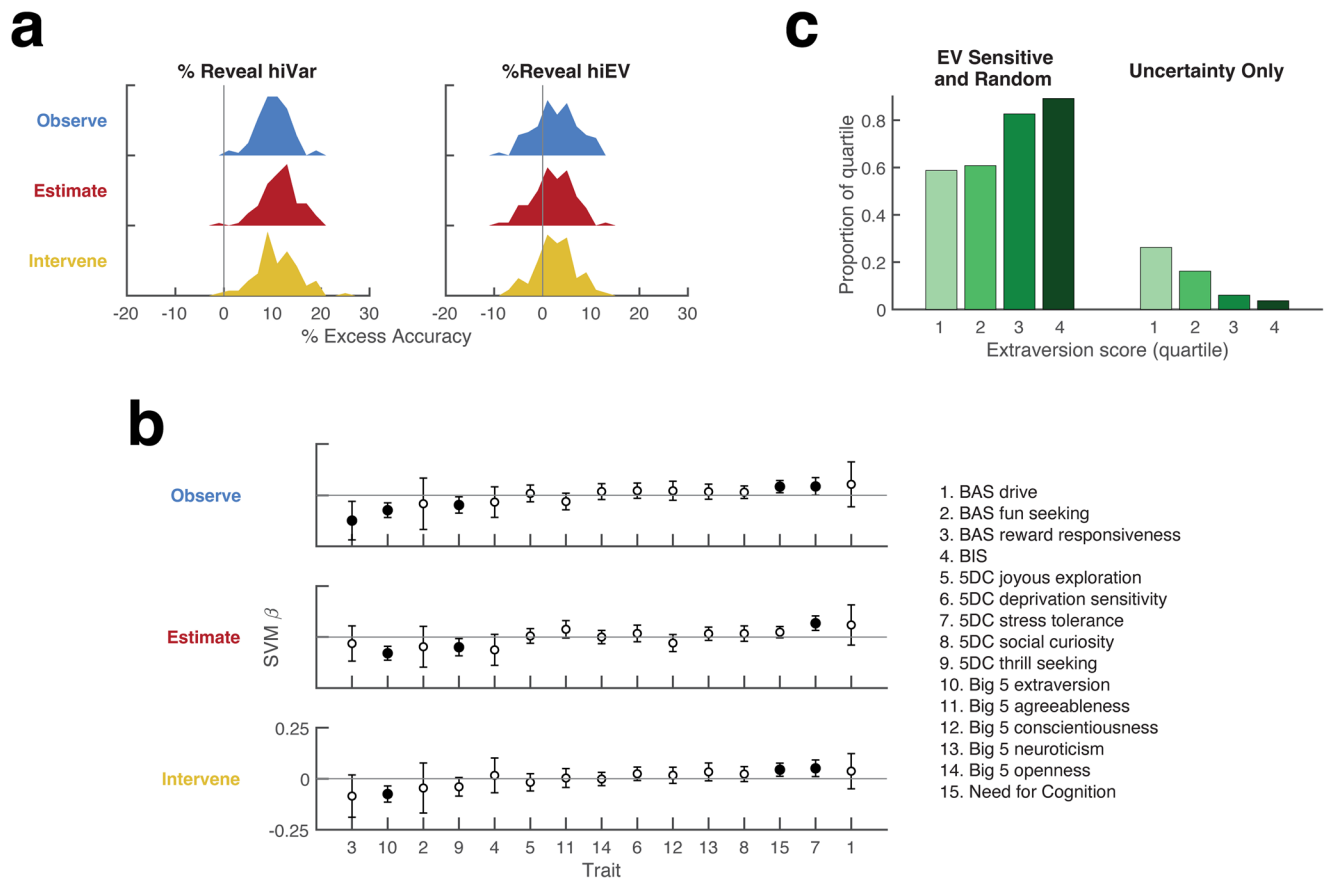 a
% Reveal hiVar
%Reveal hiEV
Observe
Estimate
Intervene
-20 -10 0 10 20 30
-20 -10 0 10 20 30
% Excess Accuracy
c
EV Sensitive
and Random
Uncertainty Only
Proportion of quartile
0.8
0.6
0.4
0.2
0
1 2 3 4
1 2 3 4
Extraversion score (quartile)
b
Observe
Estimate
Intervene
SVM β
0.25
0
-0.25
3 10 2 9 4 5 11 14 6 12 13 8 15 7 1
Trait
1. BAS drive
2. BAS fun seeking
3. BAS reward responsiveness
4. BIS
5. 5DC joyous exploration
6. 5DC deprivation sensitivity
7. 5DC stress tolerance
8. 5DC social curiosity
9. 5DC thrill seeking
10. Big 5 extraversion
11. Big 5 agreeableness
12. Big 5 conscientiousness
13. Big 5 neuroticism
14. Big 5 openness
15. Need for Cognition